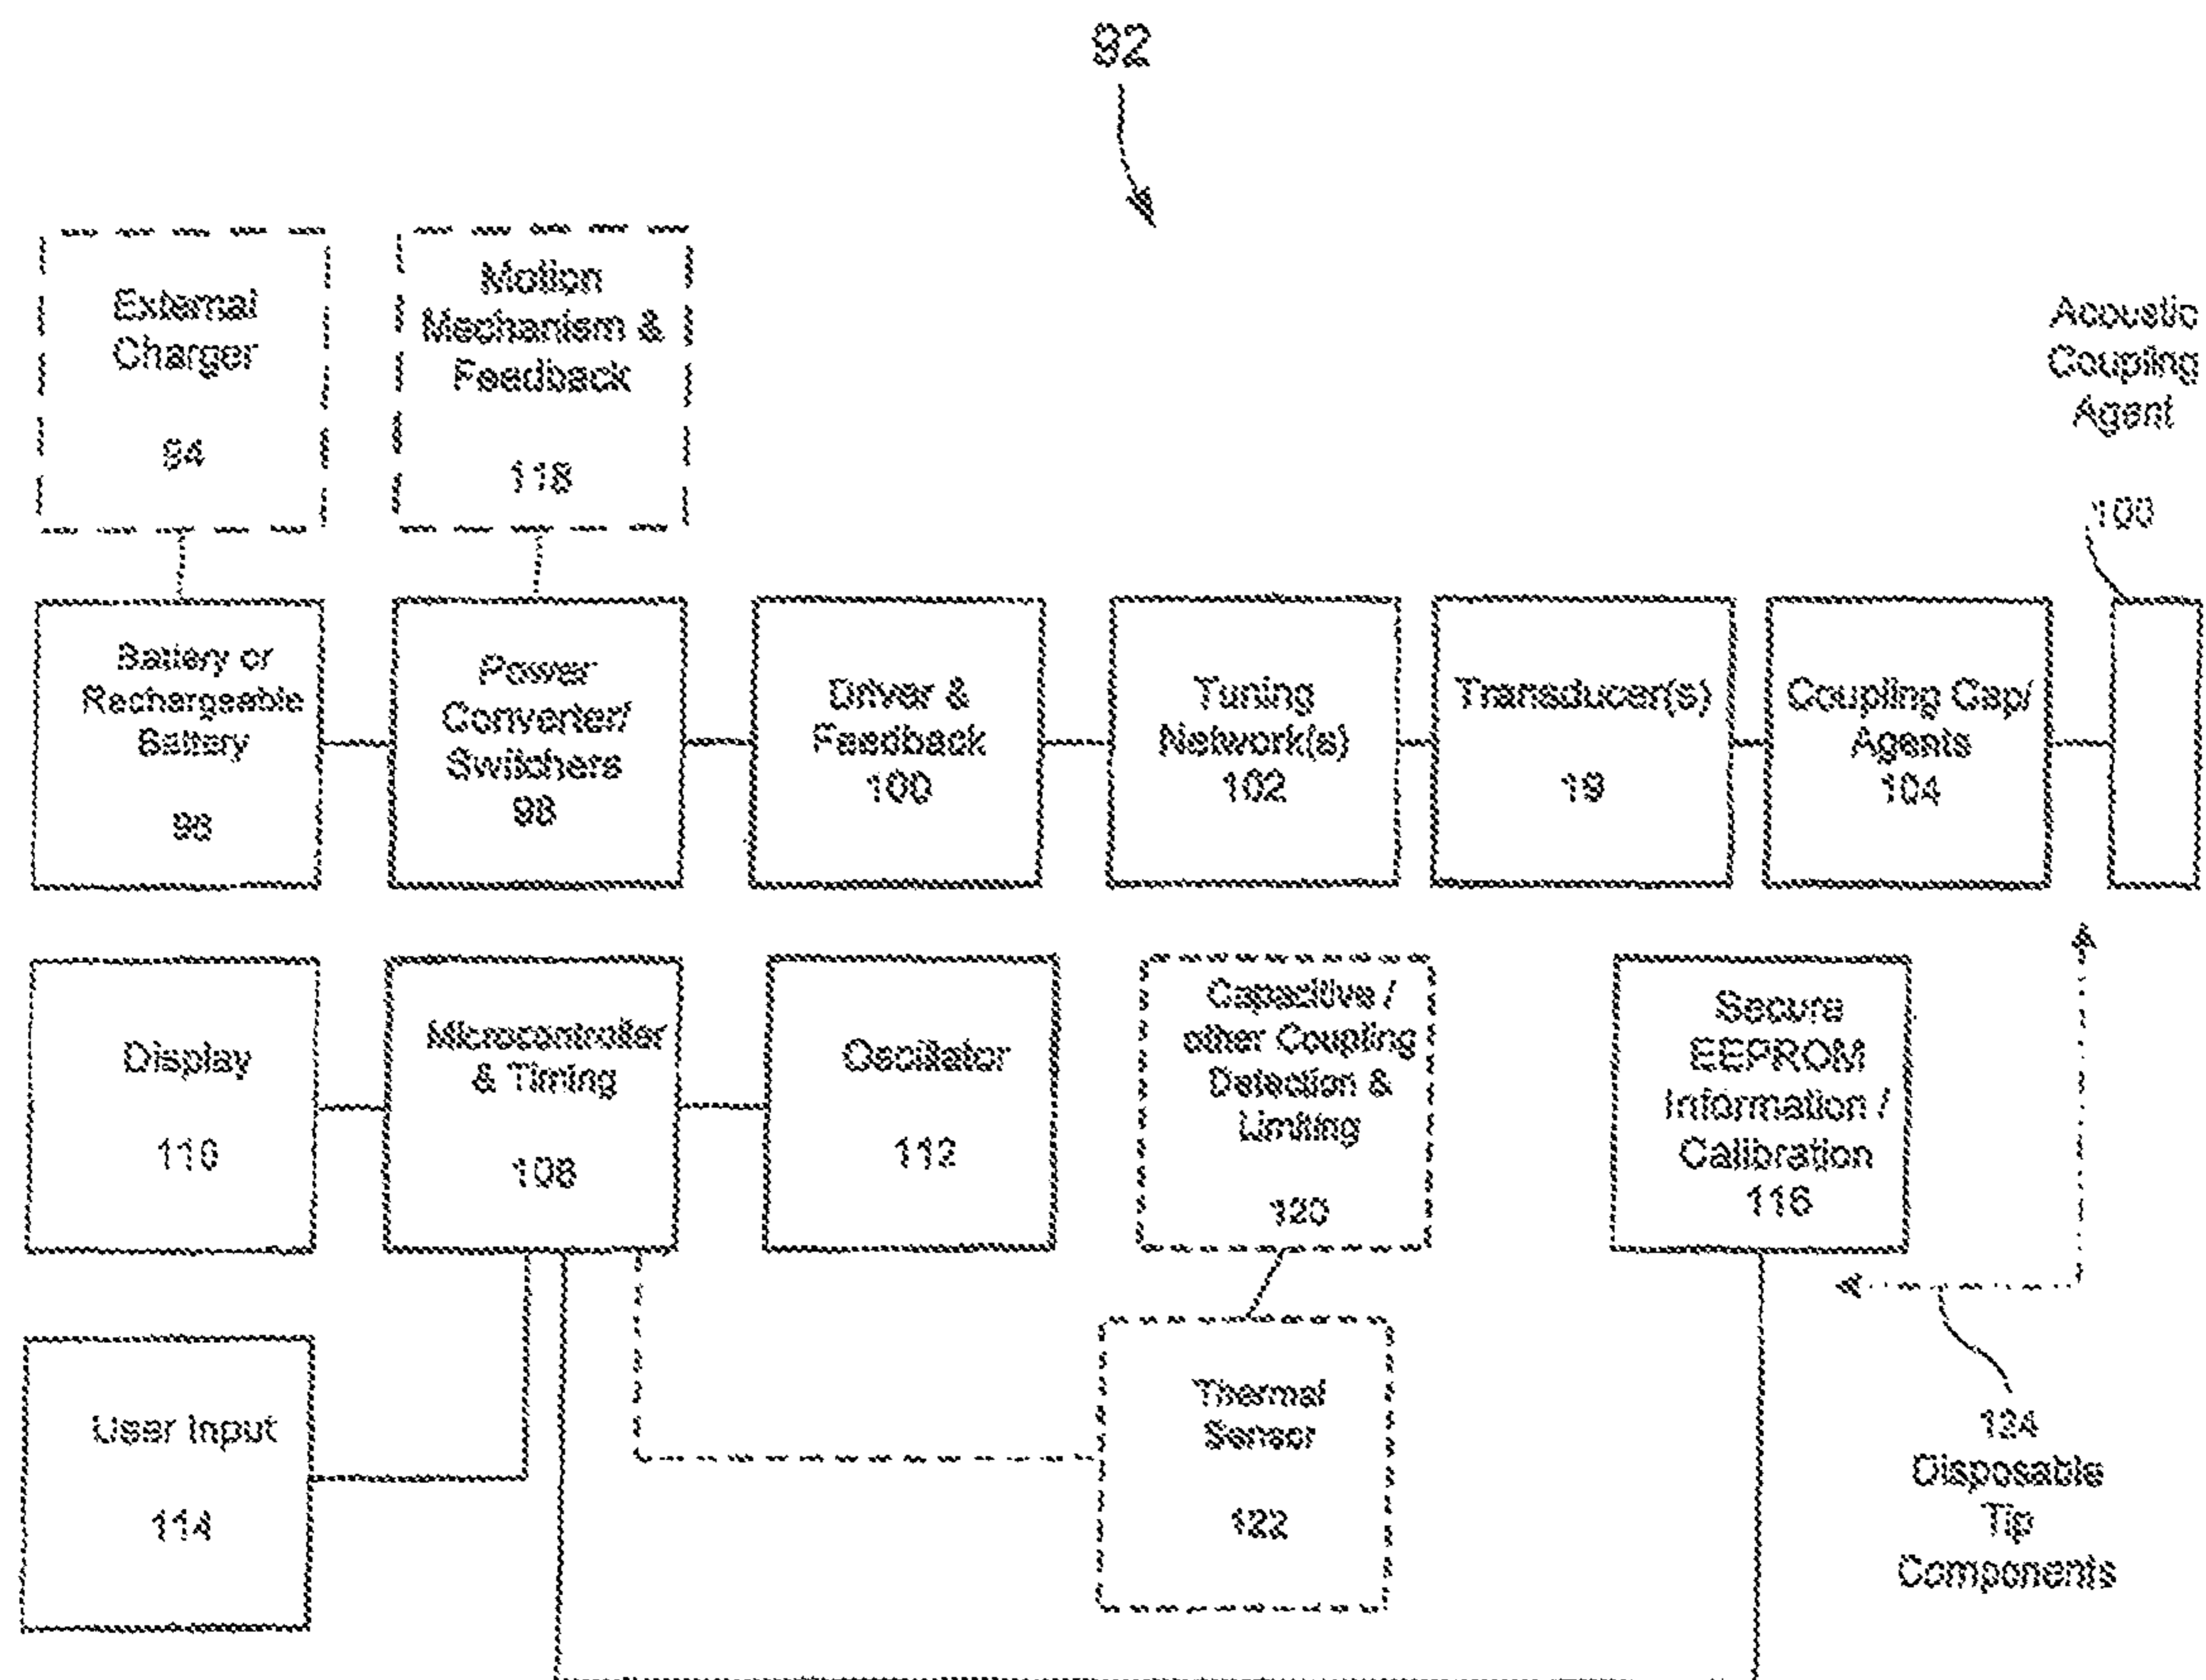 92
External
Charger
94
Motion
Mechanism &
Feedback
118
Acoustic
Coupling
Agent
100
Battery or
Rechargeable
Battery
96
Power
Converter/
Switchers
98
Driver &
Feedback
100
Tuning
Network(s)
102
Transducer(s)
19
Coupling Gap/
Agents
104
Display
110
Microcontroller
& Timing
108
Oscillator
112
Capacitive /
other Coupling
Detection &
Limiting
120
Secure
EEPROM
Information /
Calibration
116
User Input
114
Thermal
Sensor
122
124
Disposable
Tip
Components